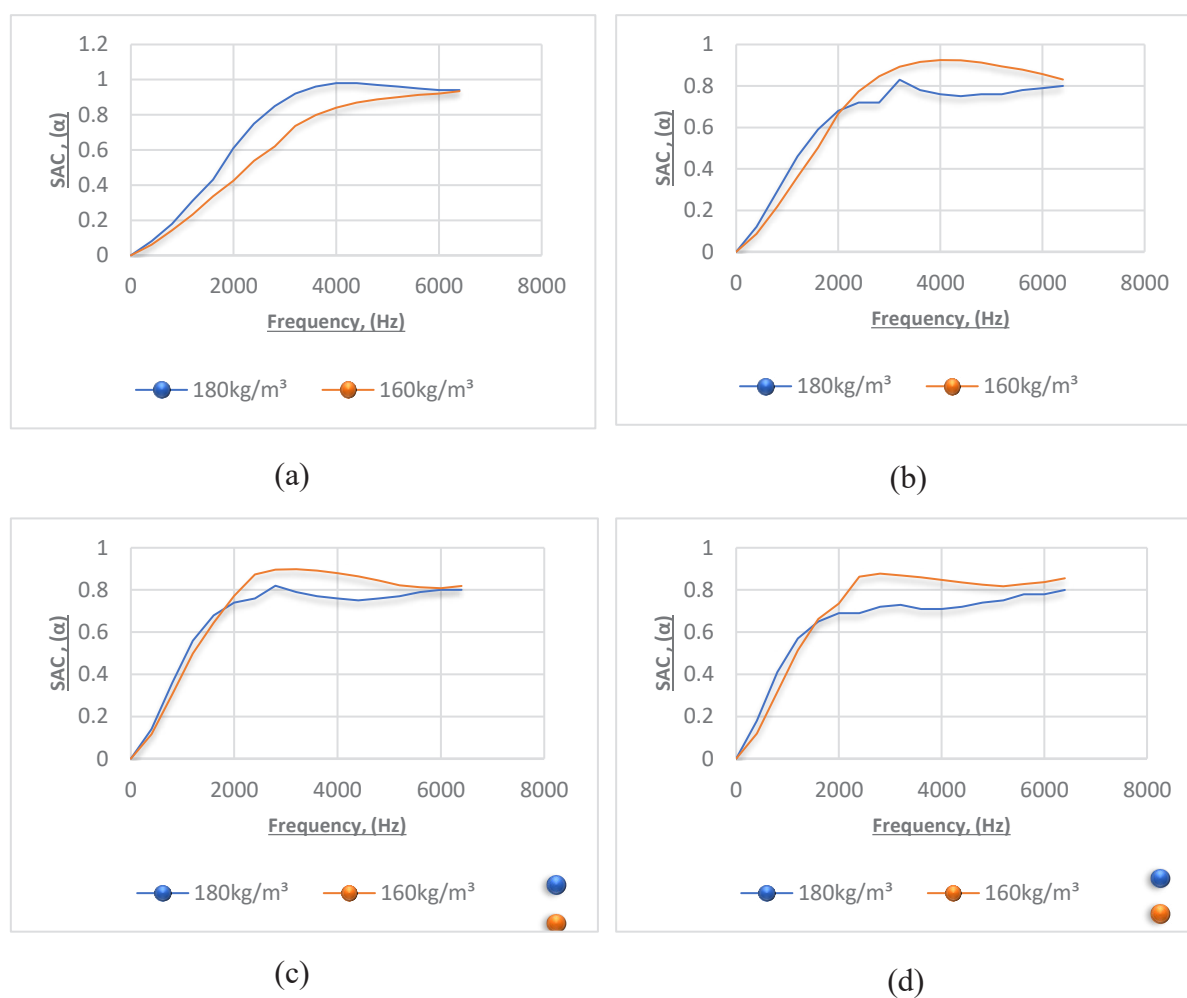 1.2
1
0.8
0.6
0.4
0.2
0
SAC , (α)
0 2000 4000 6000 8000
Frequency, (Hz)
180kg/m³ 160kg/m³
(a)
1
0.8
0.6
0.4
0.2
0
SAC , (α)
0 2000 4000 6000 8000
Frequency, (Hz)
180kg/m³ 160kg/m³
(b)
1
0.8
0.6
0.4
0.2
0
SAC , (α)
0 2000 4000 6000 8000
Frequency, (Hz)
180kg/m³ 160kg/m³
(c)
1
0.8
0.6
0.4
0.2
0
SAC , (α)
0 2000 4000 6000 8000
Frequency, (Hz)
180kg/m³ 160kg/m³
(d)